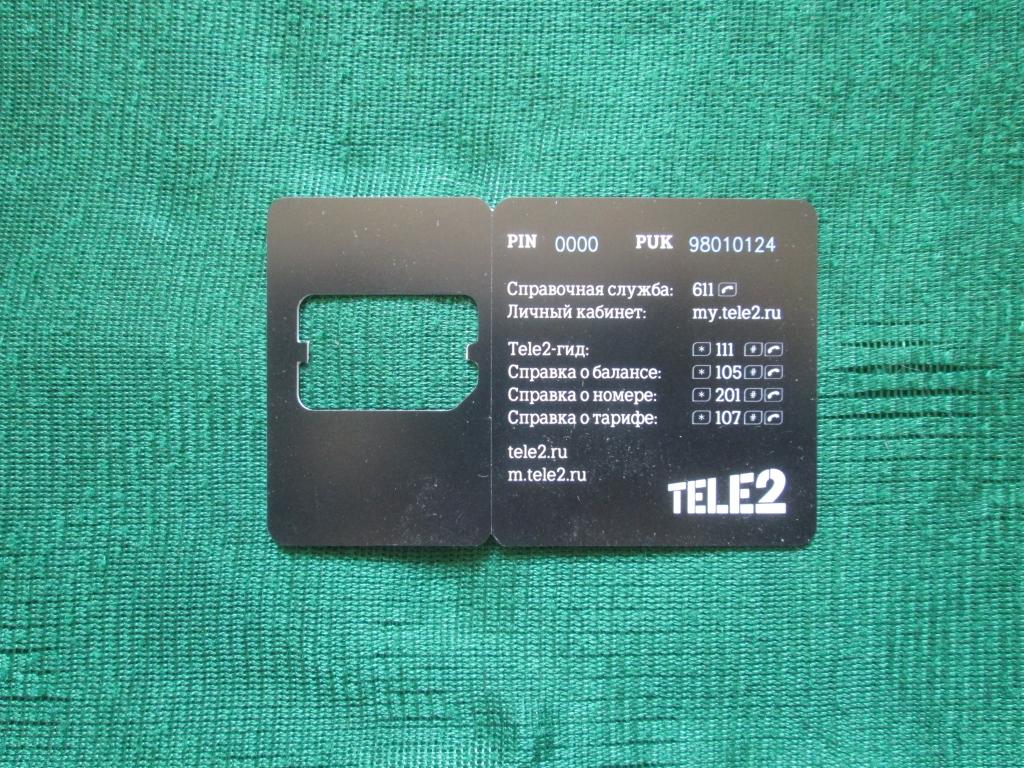 PIN 0000 PUK 98010124
Справочная служба: 611
Личный кабинет: my.tele2.ru
Tele2-гид: * 111 #
Справка о балансе: * 105 #
Справка о номере: * 201 #
Справка о тарифе: * 107 #
tele2.ru
m.tele2.ru
TELE2